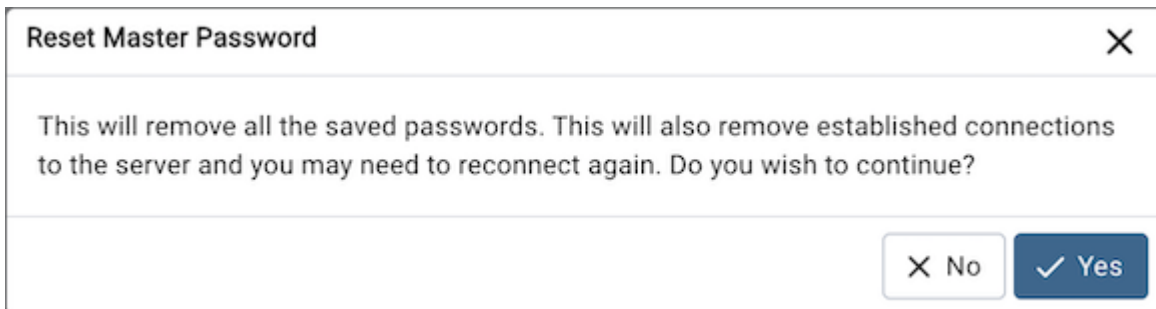 Reset Master Password
This will remove all the saved passwords. This will also remove established connections
to the server and you may need to reconnect again. Do you wish to continue?
No
Yes